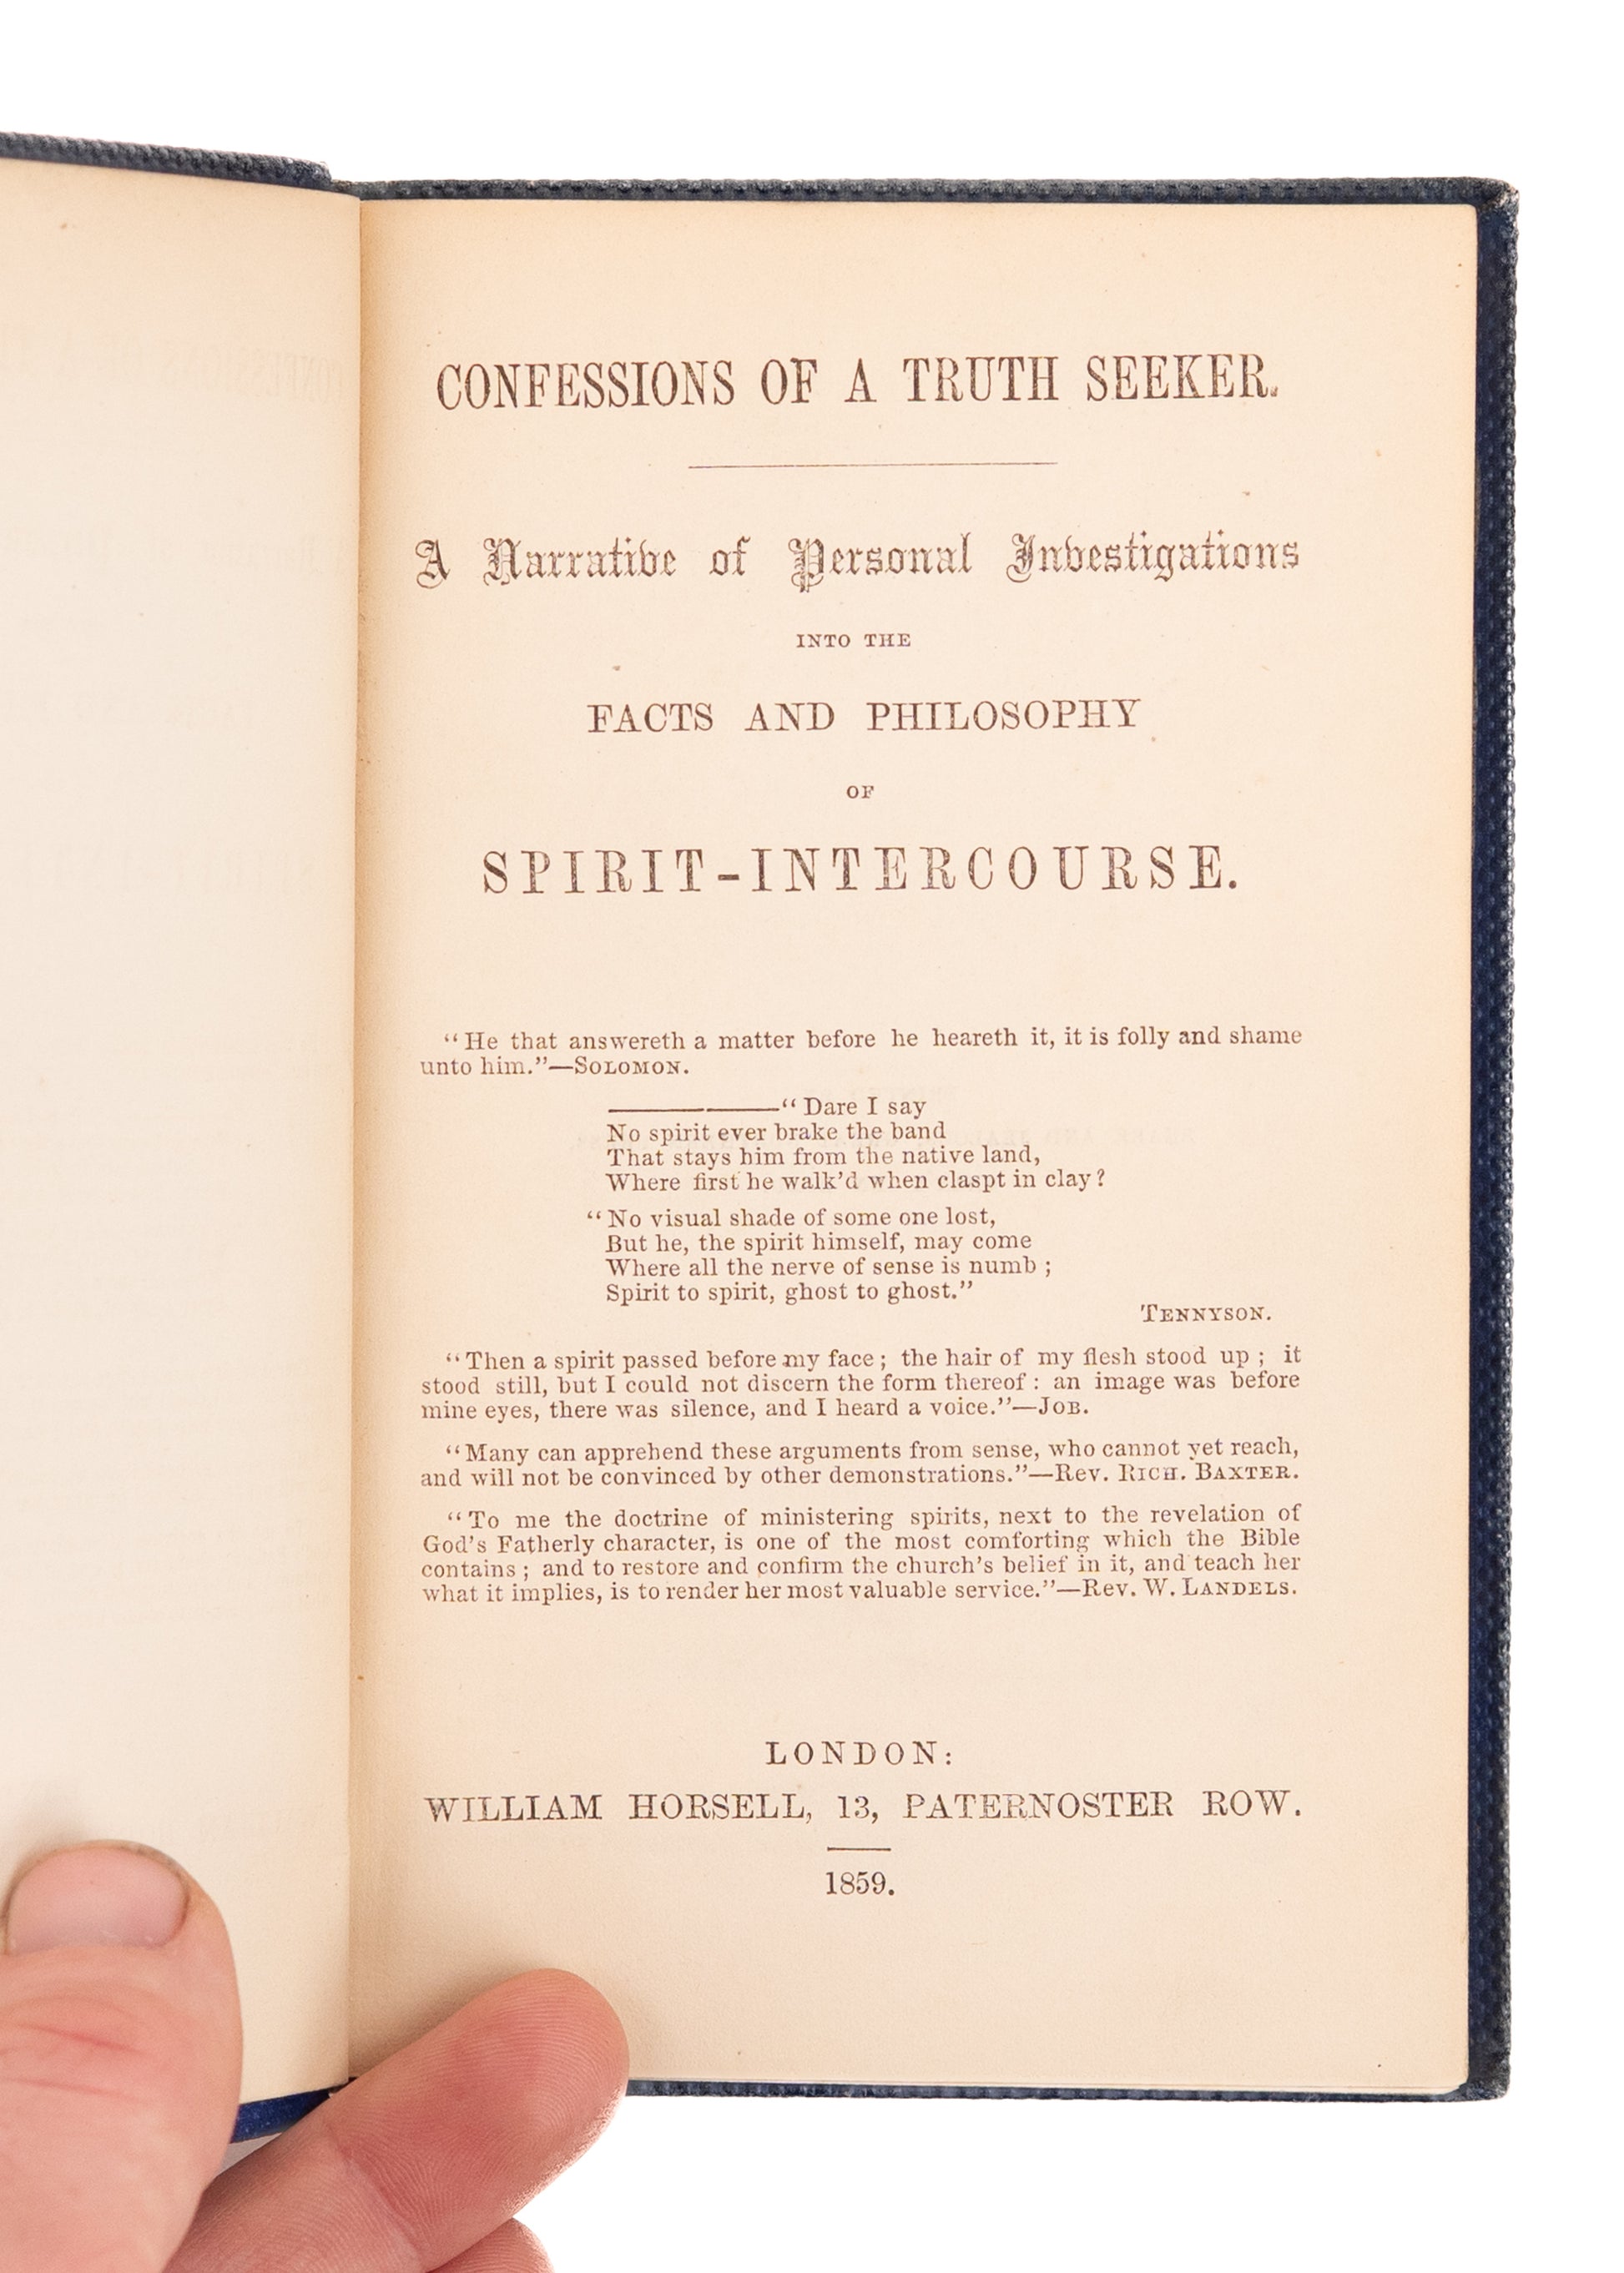 CONFESSIONS OF A TRUTH SEEKER.
A Narrative of Personal Investigations
INTO THE
FACTS AND PHILOSOPHY
OF
SPIRIT-INTERCOURSE.
“He that answereth a matter before he heareth it, it is folly and shame
unto him.”—SOLOMON.
————“Dare I say
No spirit ever brake the band
That stays him from the native land,
Where first he walk’d when claspt in clay?
“No visual shade of some one lost,
But he, the spirit himself, may come
Where all the nerve of sense is numb;
Spirit to spirit, ghost to ghost.”
TENNYSON.
“Then a spirit passed before my face; the hair of my flesh stood up; it
stood still, but I could not discern the form thereof: an image was before
mine eyes, there was silence, and I heard a voice.”—JOB.
“Many can apprehend these arguments from sense, who cannot yet reach,
and will not be convinced by other demonstrations.”—Rev. RICH. BAXTER.
“To me the doctrine of ministering spirits, next to the revelation of
God’s Fatherly character, is one of the most comforting which the Bible
contains; and to restore and confirm the church’s belief in it, and teach her
what it implies, is to render her most valuable service.”—Rev. W. LANDELS.
LONDON:
WILLIAM HORSELL, 13, PATERNOSTER ROW.
1859.